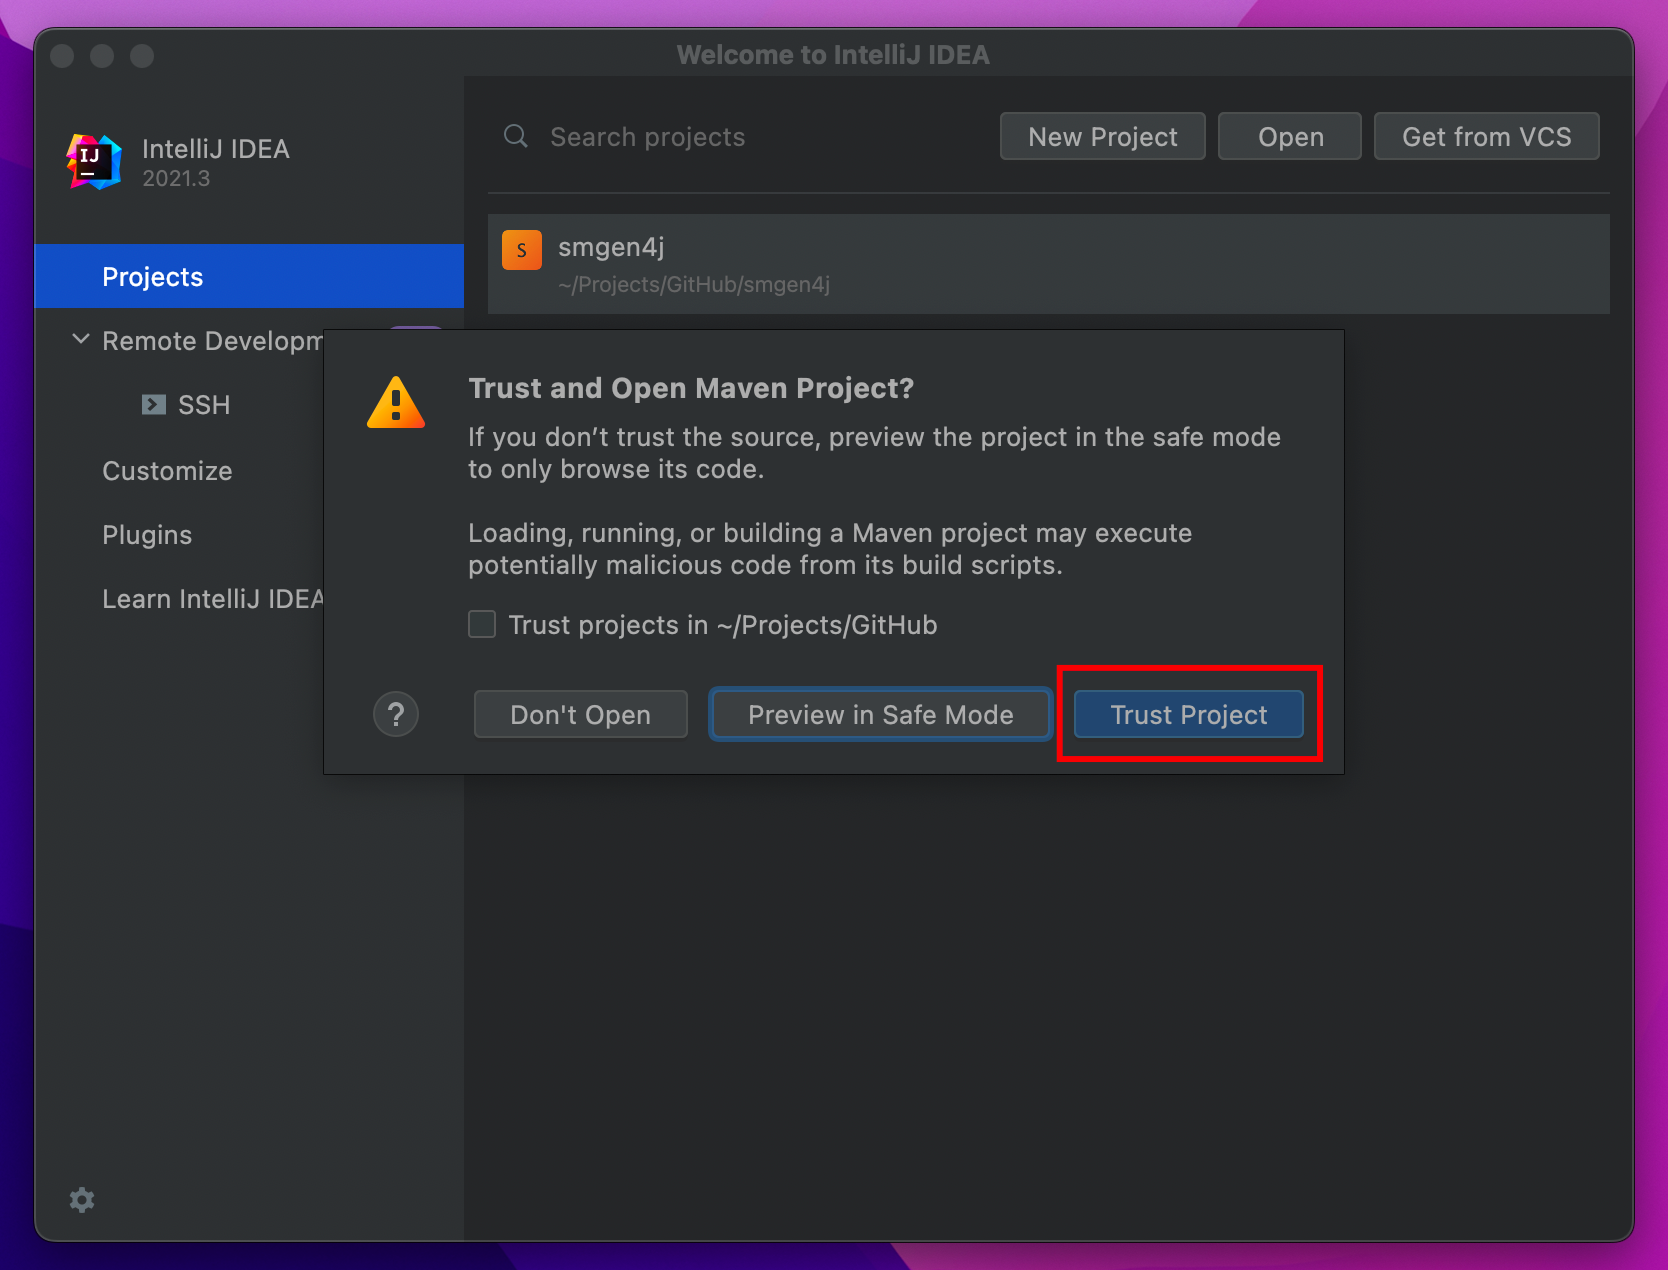 Welcome to IntelliJ IDEA
IJ
IntelliJ IDEA
2021.3
Search projects
New Project
Open
Get from VCS
S
smgen4j
~/Projects/GitHub/smgen4j
Projects
Remote Developm
SSH
Customize
Plugins
Learn IntelliJ IDEA
Trust and Open Maven Project?
If you don’t trust the source, preview the project in the safe mode
to only browse its code.
Loading, running, or building a Maven project may execute
potentially malicious code from its build scripts.
Trust projects in ~/Projects/GitHub
?
Don't Open
Preview in Safe Mode
Trust Project